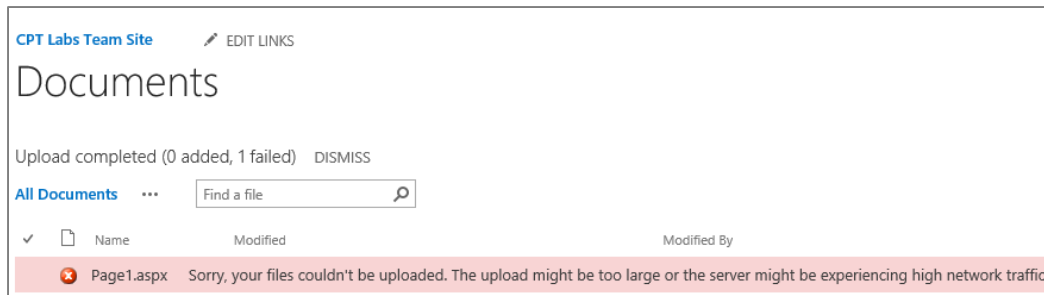 CPT Labs Team Site EDIT LINKS
Documents
Upload completed (0 added, 1 failed) DISMISS
All Documents ••• Find a file
Name Modified Modified By
Page1.aspx Sorry, your files couldn't be uploaded. The upload might be too large or the server might be experiencing high network traffic